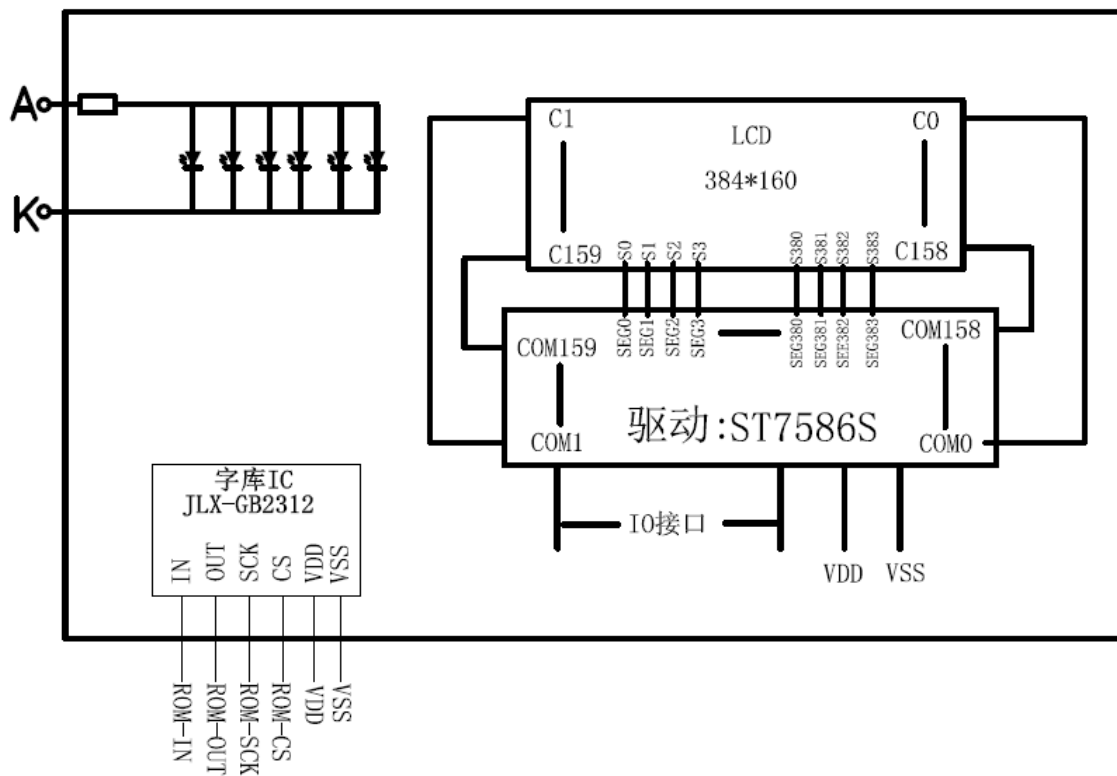 A
K
C1
LCD
C0
384*160
C159
S0
S1
S2
S3
S380
S381
S382
S383
C158
SEG0
SEG1
SEG2
SEG3
SEG380
SEG381
SEE382
SEG383
COM159
COM158
驱动:ST7586S
COM1
COM0
IO接口
VDD
VSS
字库IC
JLX-GB2312
IN
OUT
SCK
CS
VDD
VSS
ROM-IN
ROM-OUT
ROM-SCK
ROM-CS
VDD
VSS